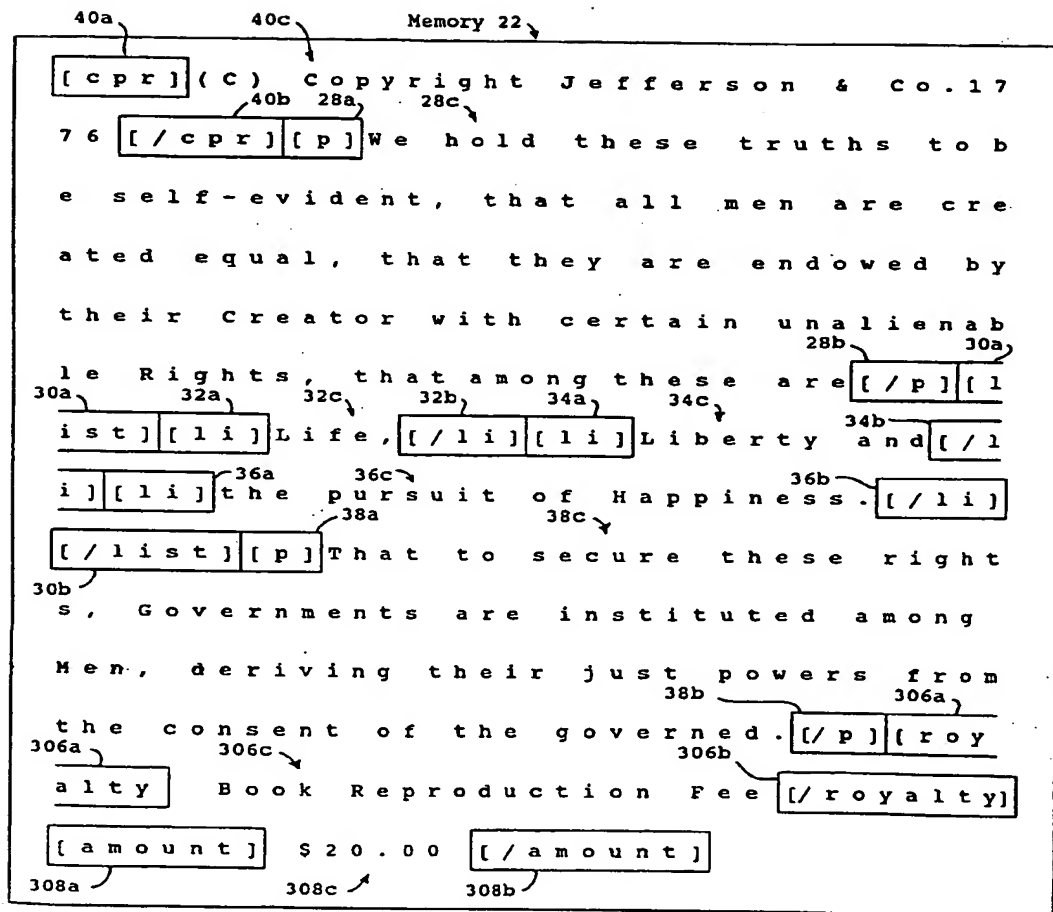 40a 40c Memory 22
[cpr](C) Copyright Jefferson & Co.17
40b 28a 28c
76 [/cpr][p]We hold these truths to b
e self-evident, that all men are cre
ated equal, that they are endowed by
their Creator with certain unalienab
28b 30a
le Rights, that among these are[/p][l
30a 32a 32c 32b 34a 34c 34b
ist][li]Life,[/li][li]Liberty and[/l
36a 36c 36b
i][li]the pursuit of Happiness.[/li]
38a 38c
[/list][p]That to secure these right
30b
s, Governments are instituted among
Men, deriving their just powers from
38b 306a
the consent of the governed.[/p][roy
306a 306c 306b
alty Book Reproduction Fee[/royalty]
[amount] $20.00 [/amount]
308a 308c 308b